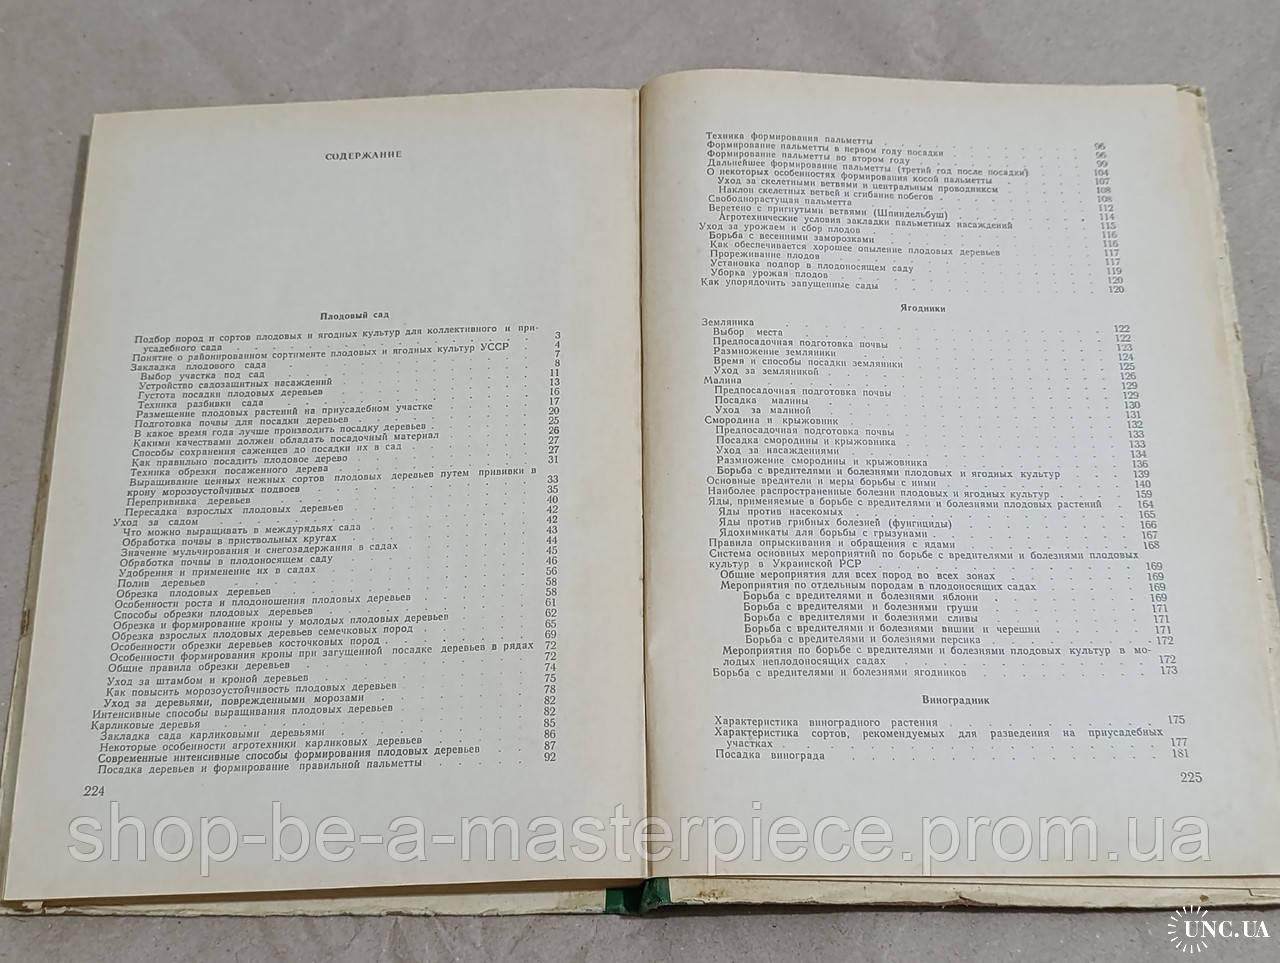 СОДЕРЖАНИЕ
Плодовый сад
Подбор пород и сортов плодовых и ягодных культур для коллективного и при-
усадебного сада 3
Понятие о районированном сортименте плодовых и ягодных культур УССР 4
Закладка плодового сада 7
Выбор участка под сад 8
Устройство садозащитных насаждений 11
Густота посадки плодовых деревьев 13
Техника разбивки сада 16
Размещение плодовых растений на приусадебном участке 17
Подготовка почвы для посадки деревьев 20
В какое время года лучше производить посадку деревьев 25
Какими качествами должен обладать посадочный материал 26
Способы сохранения саженцев до посадки их в сад 27
Как правильно посадить плодовое дерево 27
Техника обрезки посаженного дерева 31
Выращивание ценных нежных сортов плодовых деревьев путем прививки в
крону морозоустойчивых подвоев 33
Перепрививка деревьев 35
Пересадка взрослых плодовых деревьев 40
Уход за садом 42
Что можно выращивать в междурядьях сада 42
Обработка почвы в приствольных кругах 43
Значение мульчирования и снегозадержания в садах 44
Обработка почвы в плодоносящем саду 45
Удобрения и применение их в садах 46
Полив деревьев 56
Обрезка плодовых деревьев 58
Особенности роста и плодоношения плодовых деревьев 58
Способы обрезки плодовых деревьев 61
Обрезка и формирование кроны у молодых плодовых деревьев 62
Обрезка взрослых плодовых деревьев семечковых пород 65
Особенности обрезки деревьев косточковых пород 69
Особенности формирования кроны при загущенной посадке деревьев в рядах 72
Общие правила обрезки деревьев 72
Уход за штамбом и кроной деревьев 74
Как повысить морозоустойчивость плодовых деревьев 75
Уход за деревьями, поврежденными морозами 78
Интенсивные способы выращивания плодовых деревьев 82
Карликовые деревья 82
Закладка сада карликовыми деревьями 85
Некоторые особенности агротехники карликовых деревьев 86
Современные интенсивные способы формирования плодовых деревьев 87
Посадка деревьев и формирование правильной пальметты 92
224
Техника формирования пальметты 96
Формирование пальметты в первом году посадки 96
Формирование пальметты во втором году 99
Дальнейшее формирование пальметты (третий год после посадки) 104
О некоторых особенностях формирования косой пальметты 107
Уход за скелетными ветвями и центральным проводником 108
Наклон скелетных ветвей и сгибание побегов 108
Свободнорастущая пальметта 112
Веретено с пригнутыми ветвями (Шпиндельбуш) 114
Агротехнические условия закладки пальметных насаждений 115
Уход за урожаем и сбор плодов 116
Борьба с весенними заморозками 116
Как обеспечивается хорошее опыление плодовых деревьев 117
Прореживание плодов 117
Установка подпор в плодоносящем саду 119
Уборка урожая плодов 120
Как упорядочить запущенные сады 120
Ягодники
Земляника 122
Выбор места 122
Предпосадочная подготовка почвы 123
Размножение земляники 124
Время и способы посадки земляники 125
Уход за земляникой 126
Малина 129
Предпосадочная подготовка почвы 129
Посадка малины 130
Уход за малиной 131
Смородина и крыжовник 132
Предпосадочная подготовка почвы 133
Посадка смородины и крыжовника 133
Уход за насаждениями 134
Размножение смородины и крыжовника 136
Борьба с вредителями и болезнями плодовых и ягодных культур 139
Основные вредители и меры борьбы с ними 140
Наиболее распространенные болезни плодовых и ягодных культур 159
Яды, применяемые в борьбе с вредителями и болезнями плодовых растений 164
Яды против насекомых 165
Яды против грибных болезней (фунгициды) 166
Ядохимикаты для борьбы с грызунами 167
Правила опрыскивания и обращения с ядами 168
Система основных мероприятий по борьбе с вредителями и болезнями плодовых
культур в Украинской РСР 169
Общие мероприятия для всех пород во всех зонах 169
Мероприятия по отдельным породам в плодоносящих садах 169
Борьба с вредителями и болезнями яблони 169
Борьба с вредителями и болезнями груши 171
Борьба с вредителями и болезнями сливы 171
Борьба с вредителями и болезнями вишни и черешни 171
Борьба с вредителями и болезнями персика 172
Мероприятия по борьбе с вредителями и болезнями плодовых культур в мо-
лодых неплодоносящих садах 172
Борьба с вредителями и болезнями ягодников 173
Виноградник
Характеристика виноградного растения 175
Характеристика сортов, рекомендуемых для разведения на приусадебных
участках 177
Посадка винограда 181
225
shop-be-a-masterpiece.prom.ua
UNC.UA